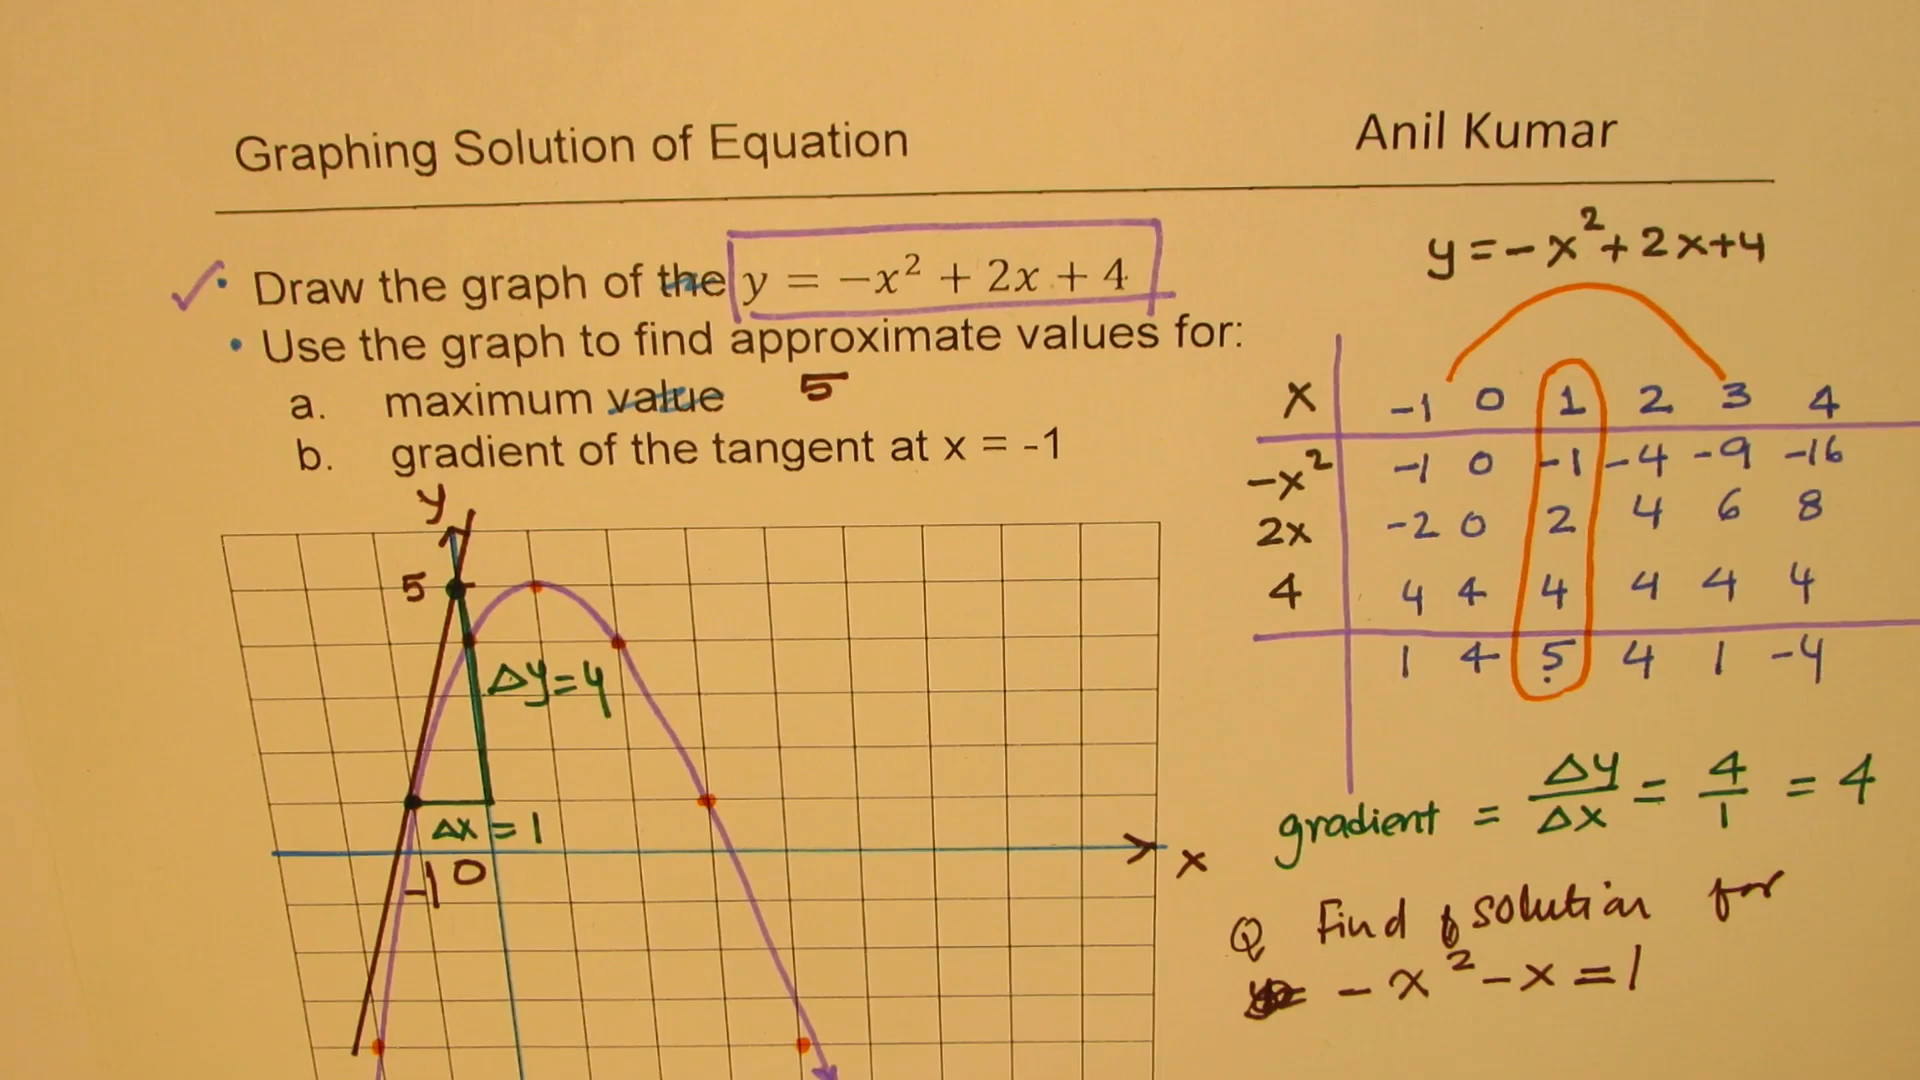 Graphing Solution of Equation
Anil Kumar
• Draw the graph of the y = −x² + 2x + 4
• Use the graph to find approximate values for:
a. maximum value 5
b. gradient of the tangent at x = -1
y = -x² + 2x + 4
x -1 0 1 2 3 4
-x² -1 0 -1 -4 -9 -16
2x -2 0 2 4 6 8
4 4 4 4 4 4 4
1 4 5 4 1 -4
y
5
Δy = 4
Δx = 1
-1 0
x
gradient = Δy/Δx = 4/1 = 4
Q Find solution for
-x² - x = 1